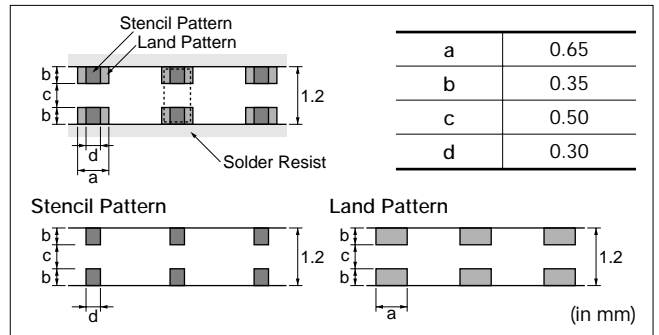 Stencil Pattern
Land Pattern
b
c
b
1.2
d
a
Solder Resist
a 0.65
b 0.35
c 0.50
d 0.30
Stencil Pattern
b
c
b
1.2
d
Land Pattern
b
c
b
1.2
a
(in mm)